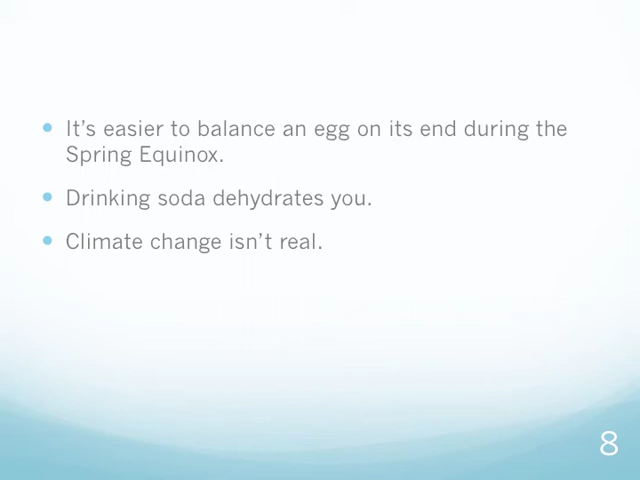 • It’s easier to balance an egg on its end during the
Spring Equinox.
• Drinking soda dehydrates you.
• Climate change isn’t real.
8